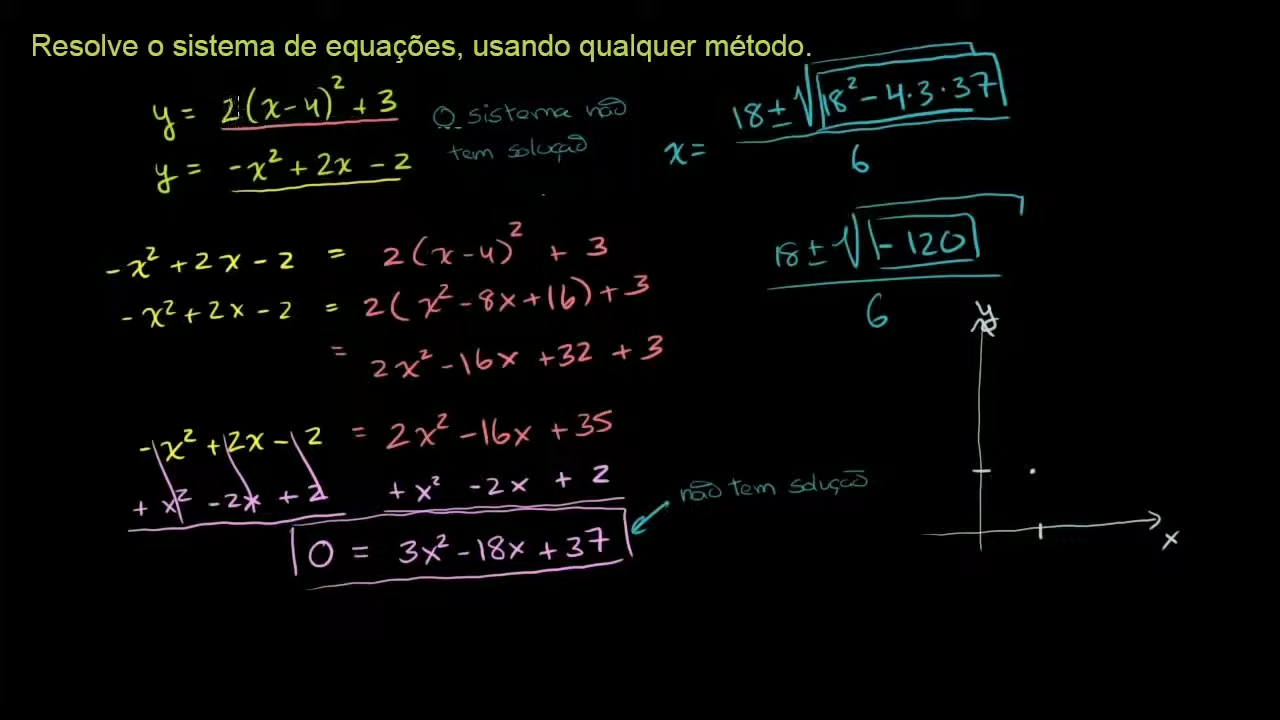 Resolve o sistema de equações, usando qualquer método.
y = 2(x-4)² + 3
y = -x² + 2x - 2
O sistema não
tem solução
-x² + 2x - 2 = 2(x-4)² + 3
-x² + 2x - 2 = 2(x² - 8x + 16) + 3
= 2x² - 16x + 32 + 3
-x² + 2x - 2 = 2x² - 16x + 35
+ x² - 2x + 2 + x² - 2x + 2
0 = 3x² - 18x + 37
não tem solução
x = 18 ± √18² - 4·3·37
6
18 ± √-120
6
y
x